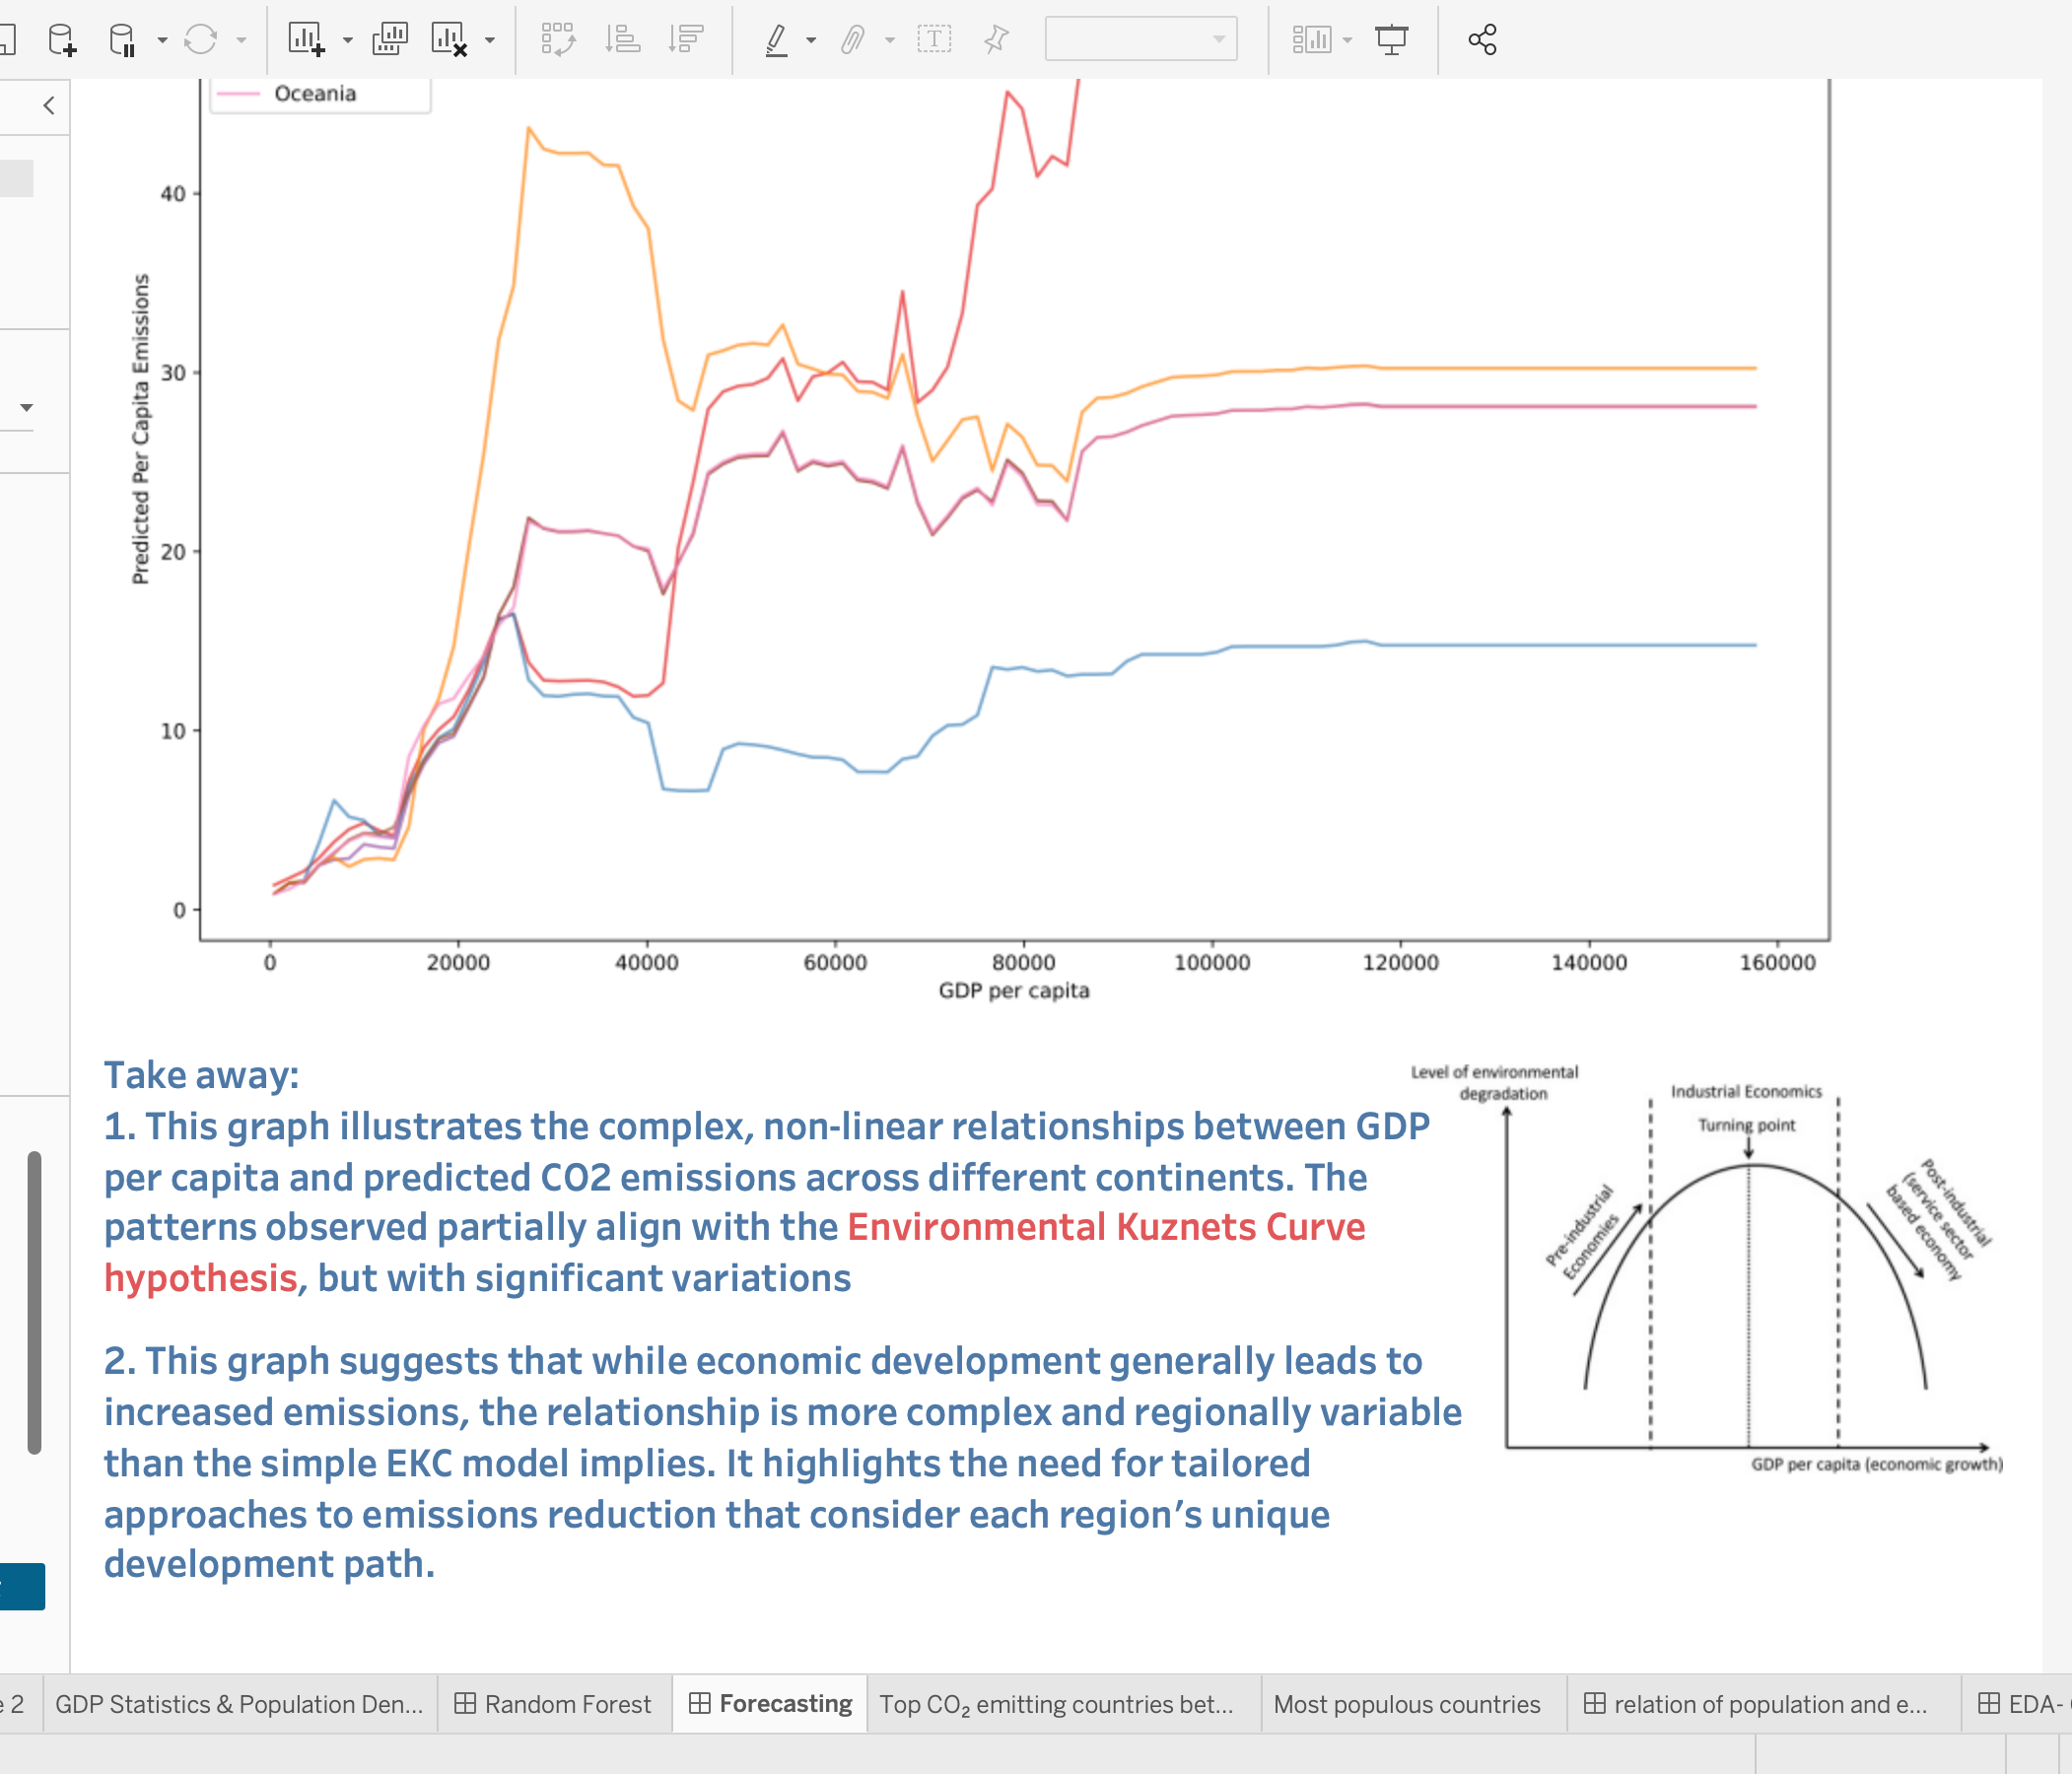 Oceania
40
30
20
10
0
Predicted Per Capita Emissions
0 20000 40000 60000 80000 100000 120000 140000 160000
GDP per capita
Take away:
1. This graph illustrates the complex, non-linear relationships between GDP
per capita and predicted CO2 emissions across different continents. The
patterns observed partially align with the Environmental Kuznets Curve
hypothesis, but with significant variations
2. This graph suggests that while economic development generally leads to
increased emissions, the relationship is more complex and regionally variable
than the simple EKC model implies. It highlights the need for tailored
approaches to emissions reduction that consider each region’s unique
development path.
Level of environmental
degradation
Industrial Economics
Turning point
Pre-industrial
Economies
Post-industrial
(service sector
based economy
GDP per capita (economic growth)
e 2 GDP Statistics & Population Den... Random Forest Forecasting Top CO₂ emitting countries bet... Most populous countries relation of population and e... EDA-